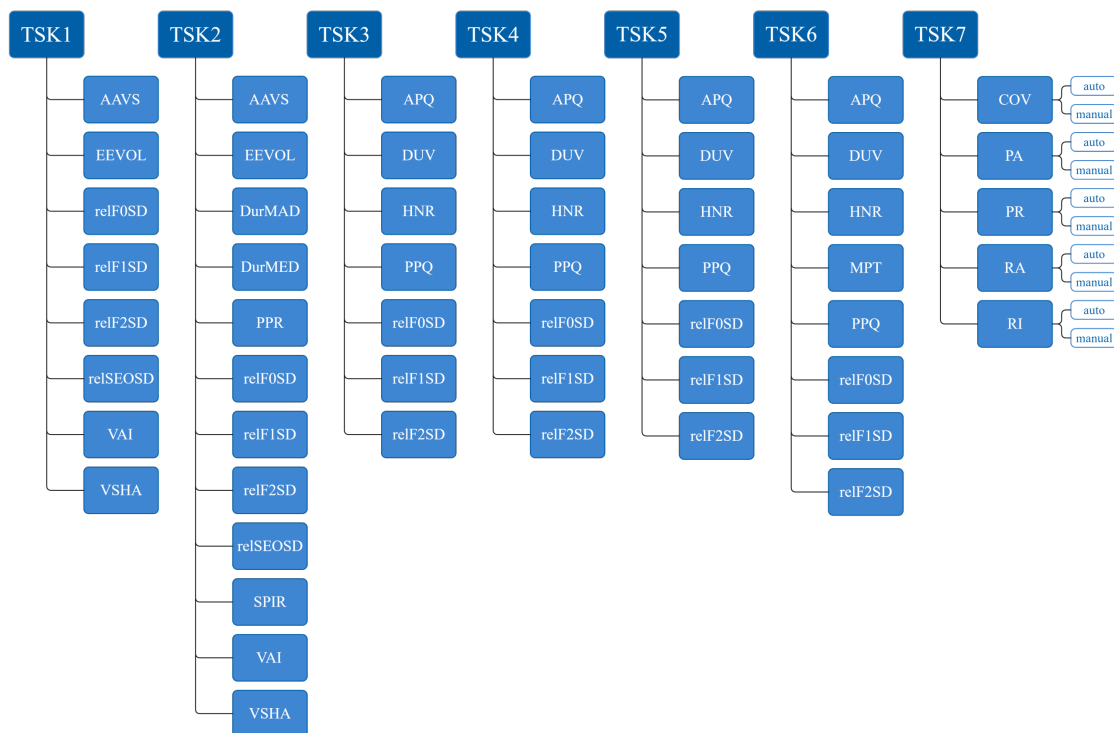 TSK1
AAVS
EEVOL
relF0SD
relF1SD
relF2SD
relSEOSD
VAI
VSHA
TSK2
AAVS
EEVOL
DurMAD
DurMED
PPR
relF0SD
relF1SD
relF2SD
relSEOSD
SPIR
VAI
VSHA
TSK3
APQ
DUV
HNR
PPQ
relF0SD
relF1SD
relF2SD
TSK4
APQ
DUV
HNR
PPQ
relF0SD
relF1SD
relF2SD
TSK5
APQ
DUV
HNR
PPQ
relF0SD
relF1SD
relF2SD
TSK6
APQ
DUV
HNR
MPT
PPQ
relF0SD
relF1SD
relF2SD
TSK7
COV
auto
manual
PA
auto
manual
PR
auto
manual
RA
auto
manual
RI
auto
manual